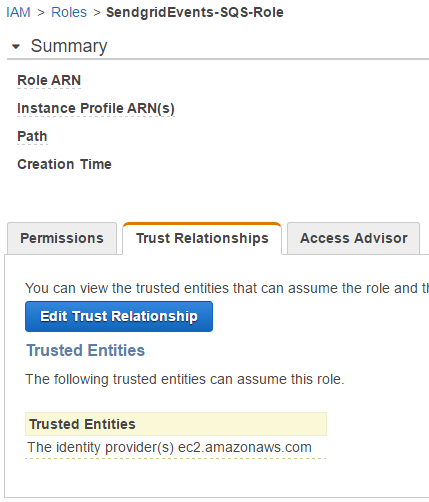 IAM > Roles > SendgridEvents-SQS-Role
Summary
Role ARN
Instance Profile ARN(s)
Path
Creation Time
Permissions
Trust Relationships
Access Advisor
You can view the trusted entities that can assume the role and
Edit Trust Relationship
Trusted Entities
The following trusted entities can assume this role.
Trusted Entities
The identity provider(s) ec2.amazonaws.com